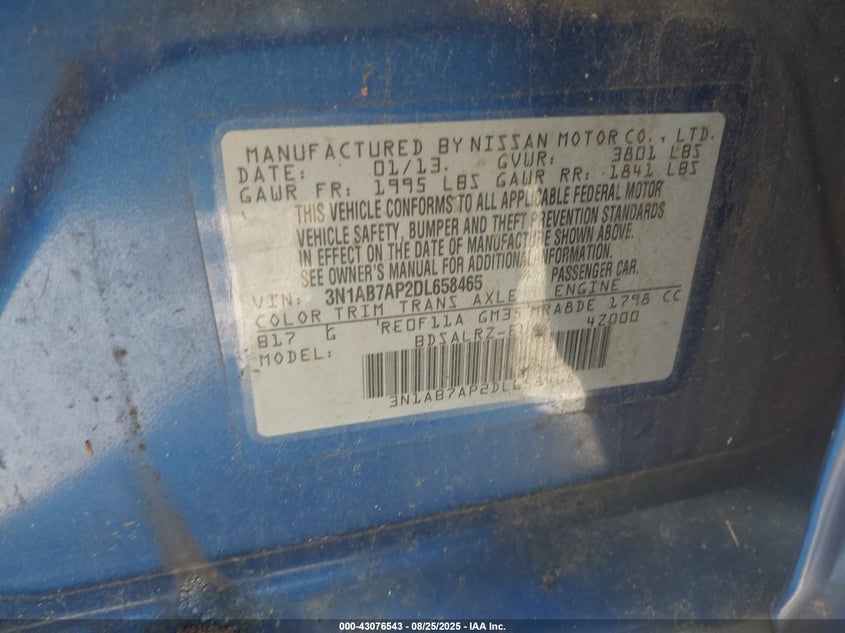 MANUFACTURED BY NISSAN MOTOR CO., LTD.
DATE: 01/13. GVWR: 3801 LBS
GAWR FR: 1995 LBS GAWR RR: 1841 LBS
THIS VEHICLE CONFORMS TO ALL APPLICABLE FEDERAL MOTOR
VEHICLE SAFETY, BUMPER AND THEFT PREVENTION STANDARDS
IN EFFECT ON THE DATE OF MANUFACTURE SHOWN ABOVE.
SEE OWNER'S MANUAL FOR ADDITIONAL
VIN: 3N1AB7AP2DL658465 PASSENGER CAR.
COLOR TRIM TRANS AXLE ENGINE
B17 G RE0F11A GM35 MRA8DE 1798 CC
MODEL: 42000
3N1AB7AP2DL658465
000-43076543 - 08/25/2025 - IAA Inc.